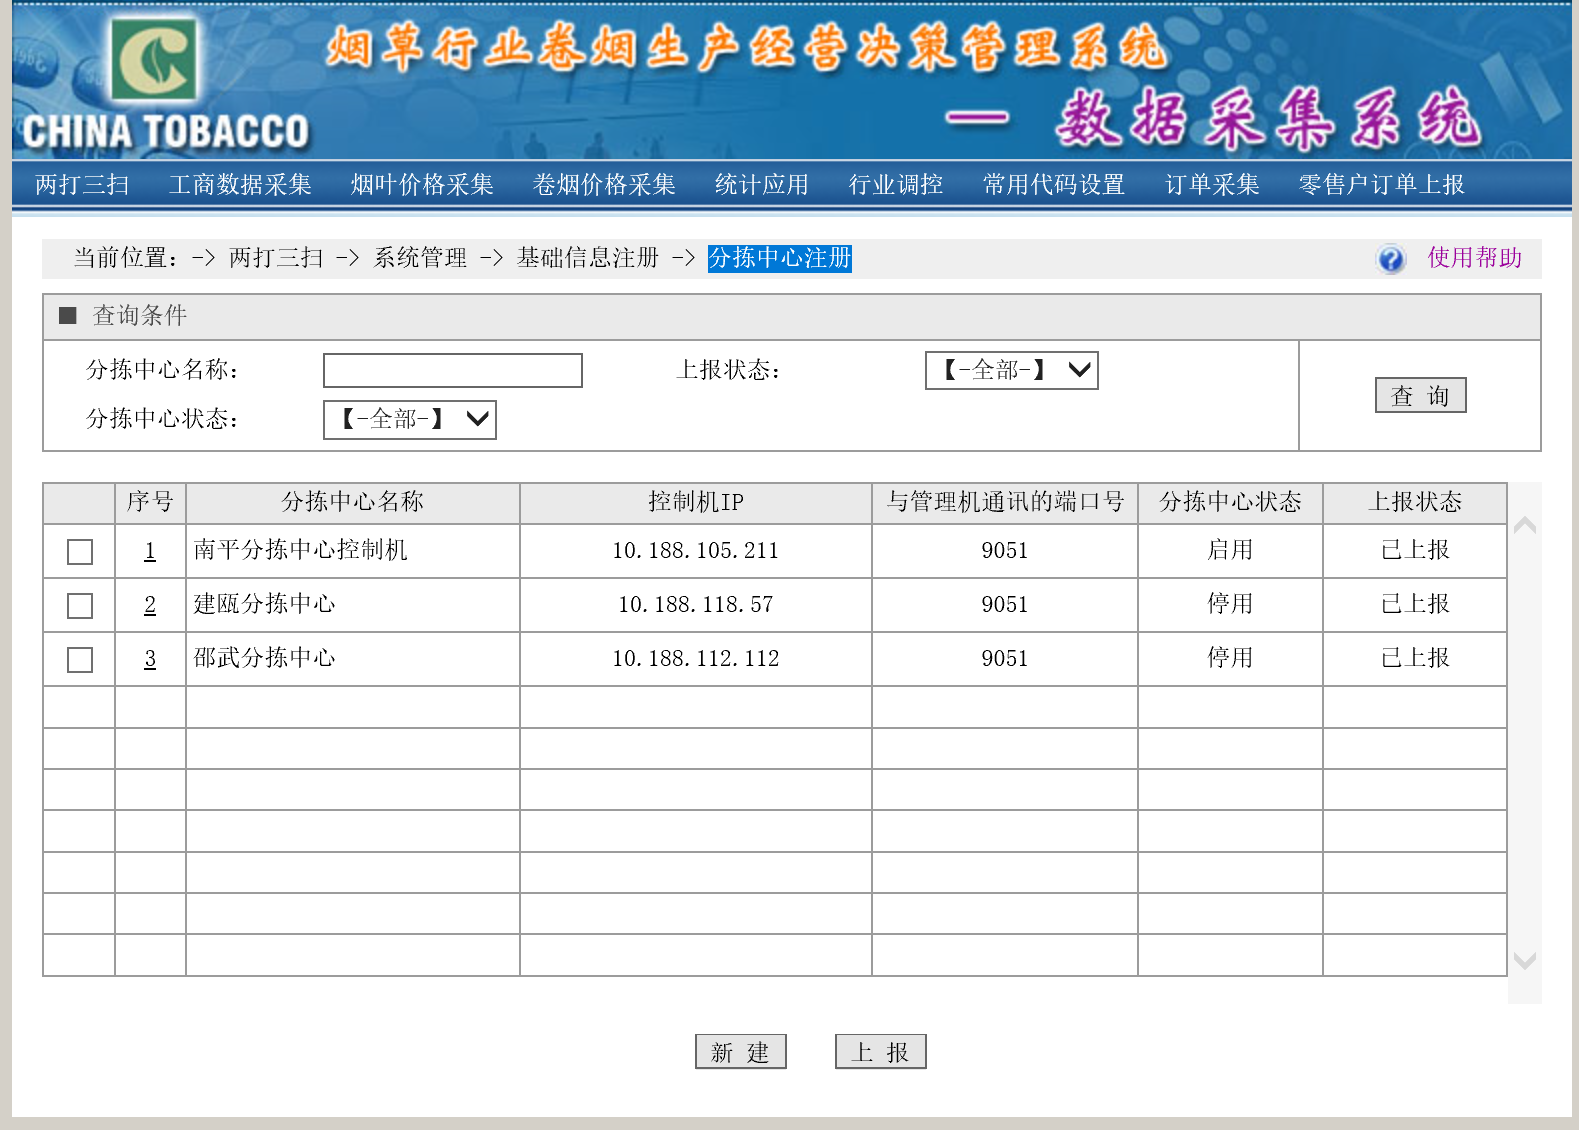 烟草行业卷烟生产经营决策管理系统
— 数据采集系统
CHINA TOBACCO
两打三扫 工商数据采集 烟叶价格采集 卷烟价格采集 统计应用 行业调控 常用代码设置 订单采集 零售户订单上报
当前位置: -> 两打三扫 -> 系统管理 -> 基础信息注册 -> 分拣中心注册 使用帮助
■ 查询条件
分拣中心名称: 上报状态: 【-全部-】
分拣中心状态: 【-全部-】
查 询
序号 分拣中心名称 控制机IP 与管理机通讯的端口号 分拣中心状态 上报状态
1 南平分拣中心控制机 10.188.105.211 9051 启用 已上报
2 建瓯分拣中心 10.188.118.57 9051 停用 已上报
3 邵武分拣中心 10.188.112.112 9051 停用 已上报
新 建 上 报